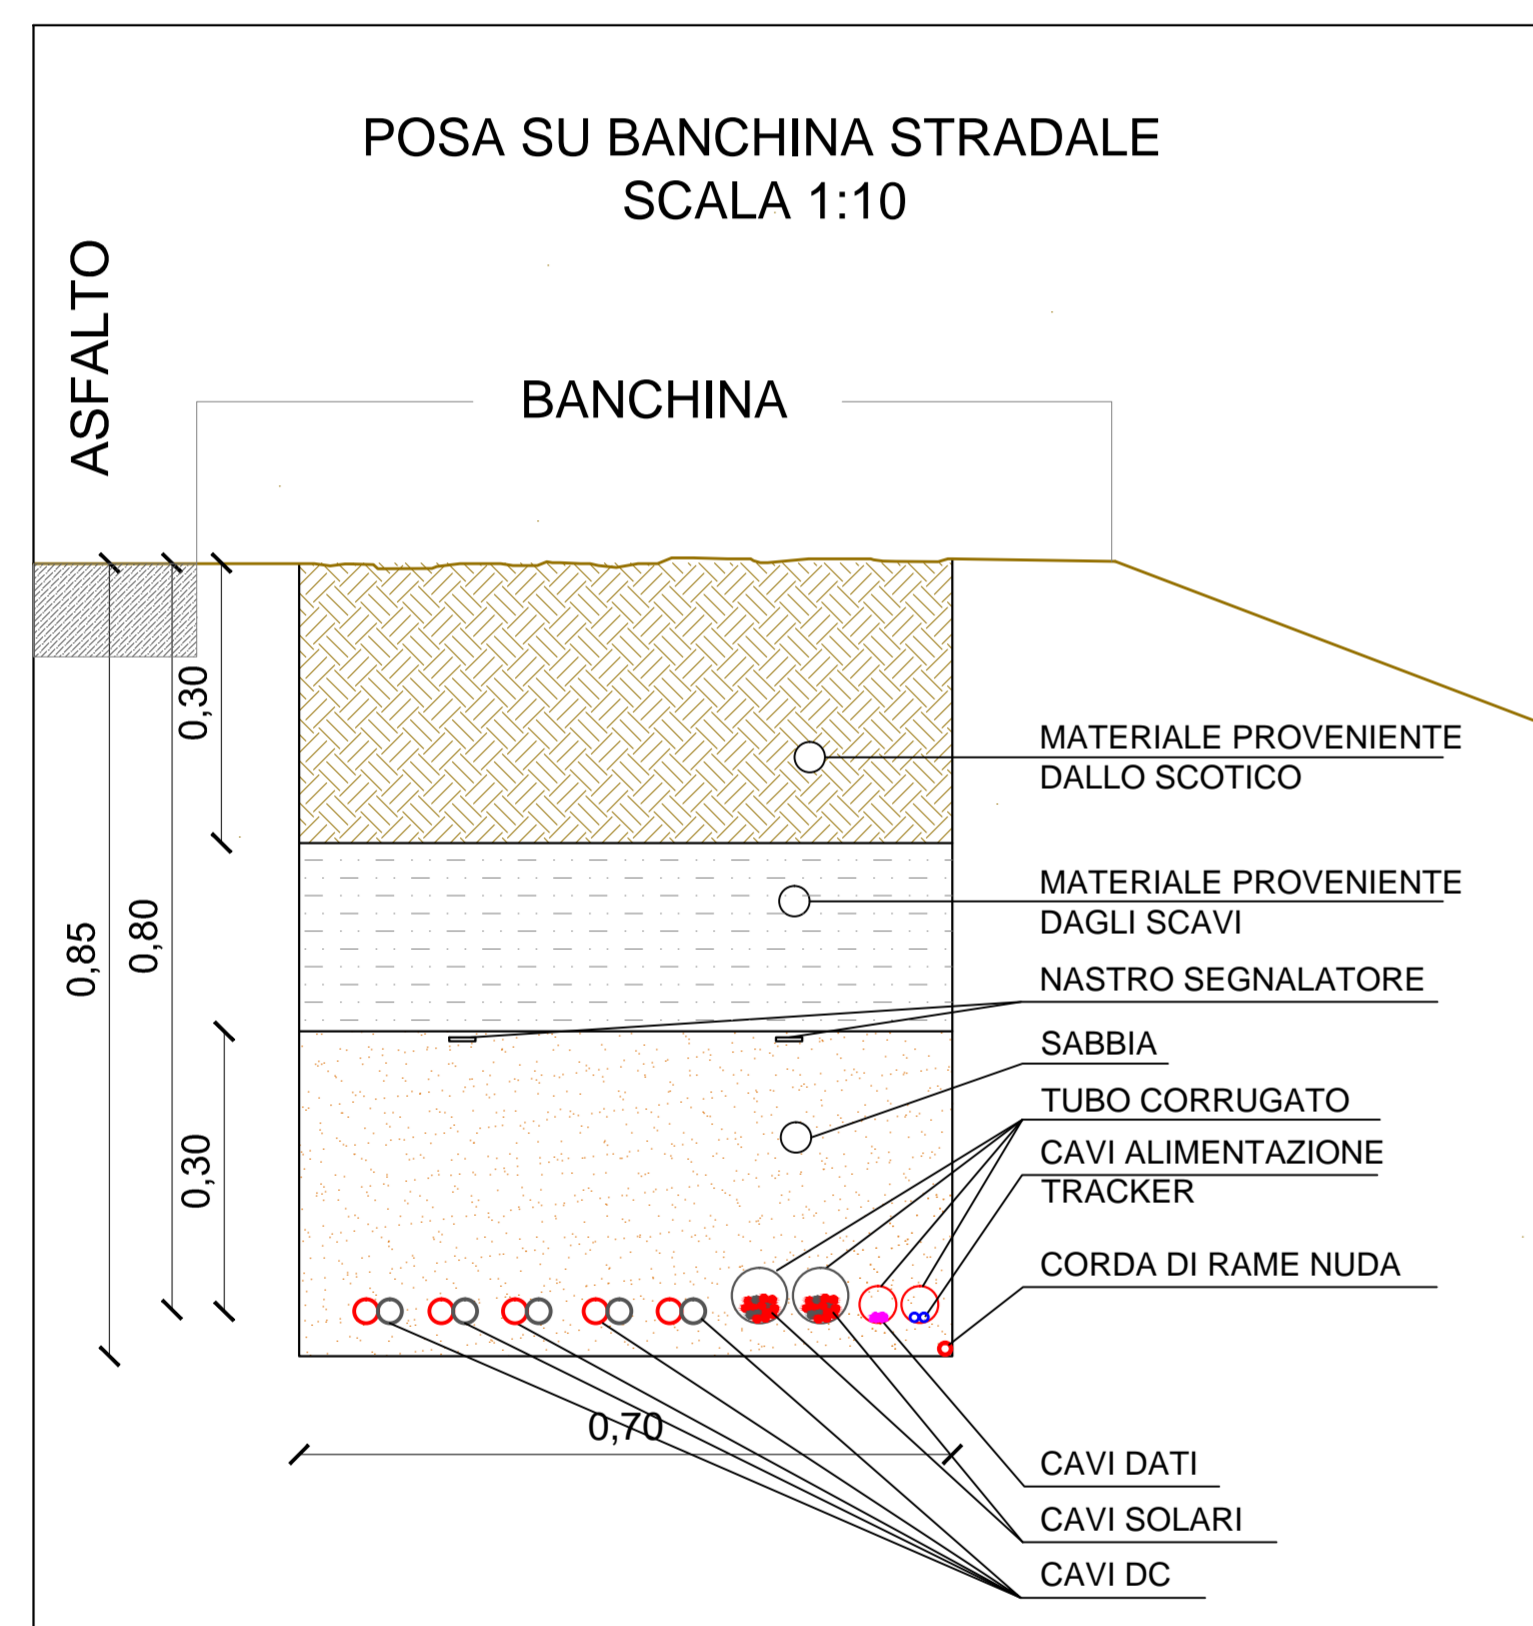 POSA SU BANCHINA STRADALE
SCALA 1:10
ASFALTO
BANCHINA
0,30
MATERIALE PROVENIENTE
DALLO SCOTICO
MATERIALE PROVENIENTE
DAGLI SCAVI
0,85
0,80
NASTRO SEGNALATORE
SABBIA
TUBO CORRUGATO
0,30
CAVI ALIMENTAZIONE
TRACKER
CORDA DI RAME NUDA
0,70
CAVI DATI
CAVI SOLARI
CAVI DC